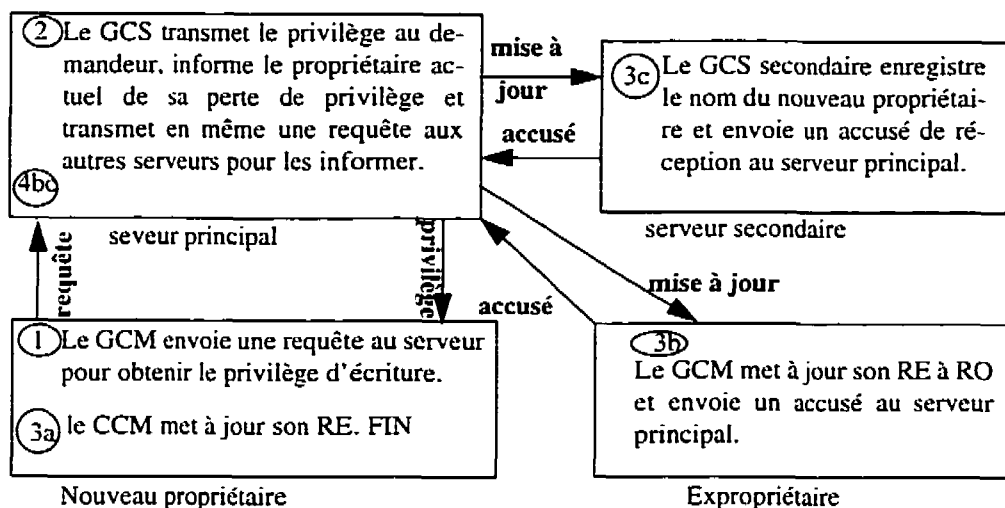 2 Le GCS transmet le privilège au de-
mandeur, informe le propriétaire ac-
tuel de sa perte de privilège et
transmet en même une requête aux
autres serveurs pour les informer.
4bc
seveur principal
mise à
jour
accusé
3c Le GCS secondaire enregistre
le nom du nouveau propriétai-
re et envoie un accusé de ré-
ception au serveur principal.
serveur secondaire
requête
privilège
accusé
mise à jour
1 Le GCM envoie une requête au serveur
pour obtenir le privilège d'écriture.
3a le CCM met à jour son RE. FIN
Nouveau propriétaire
3b
Le GCM met à jour son RE à RO
et envoie un accusé au serveur
principal.
Expropriétaire